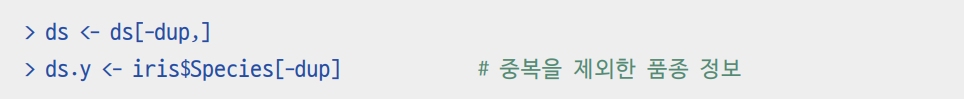 > ds <- ds[-dup,]
> ds.y <- iris$Species[-dup] # 중복을 제외한 품종 정보